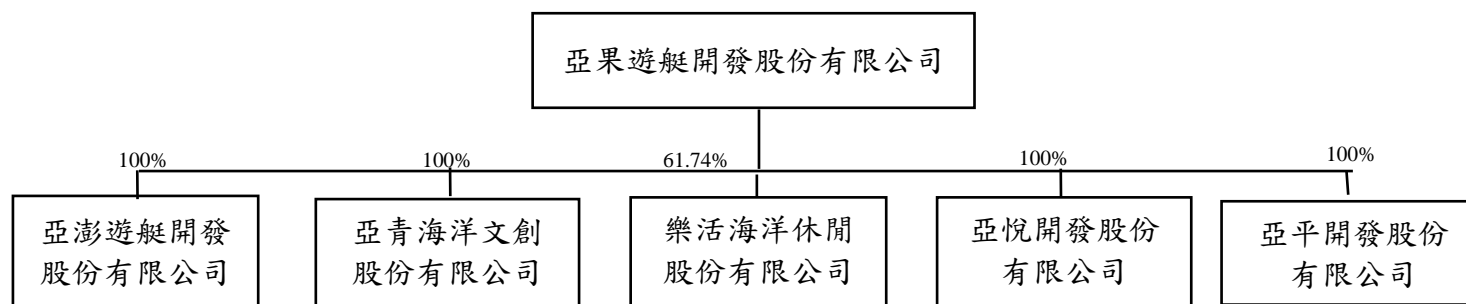 亞果遊艇開發股份有限公司
100%
100%
61.74%
100%
100%
亞澎遊艇開發
股份有限公司
亞青海洋文創
股份有限公司
樂活海洋休閒
股份有限公司
亞悅開發股份
有限公司
亞平開發股份
有限公司